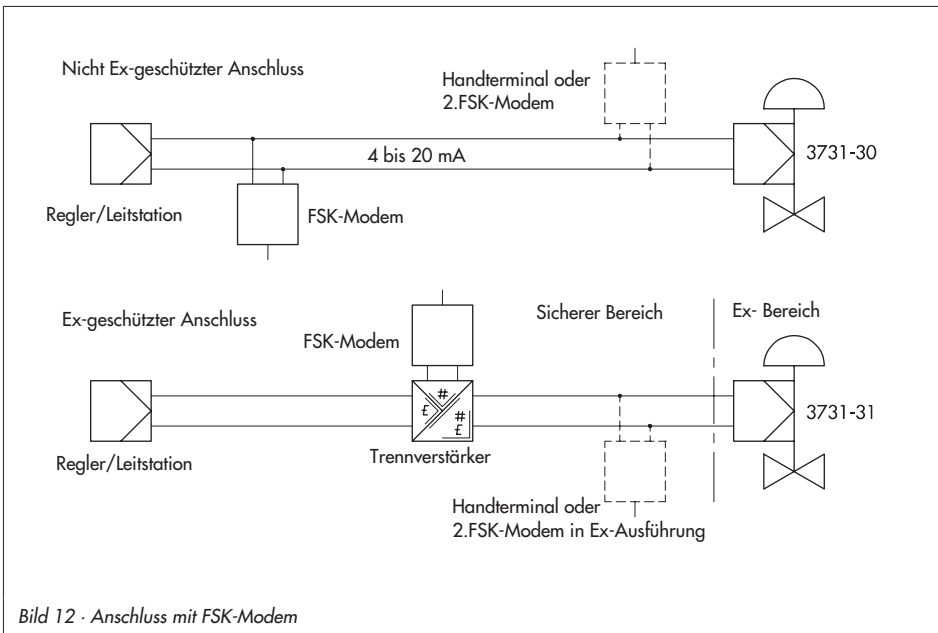 Nicht Ex-geschützter Anschluss
Handterminal oder
2.FSK-Modem
4 bis 20 mA
3731-30
Regler/Leitstation
FSK-Modem
Ex-geschützter Anschluss
Sicherer Bereich
Ex- Bereich
FSK-Modem
#
£
#
£
3731-31
Regler/Leitstation
Trennverstärker
Handterminal oder
2.FSK-Modem in Ex-Ausführung
Bild 12 · Anschluss mit FSK-Modem